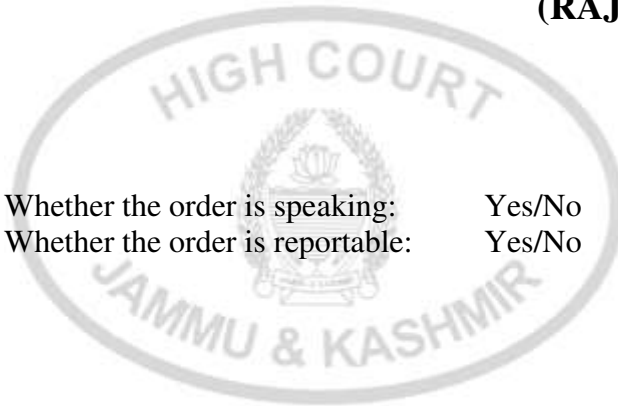 (RAJ
HIGH COURT
Whether the order is speaking: Yes/No
Whether the order is reportable: Yes/No
JAMMU & KASHMIR